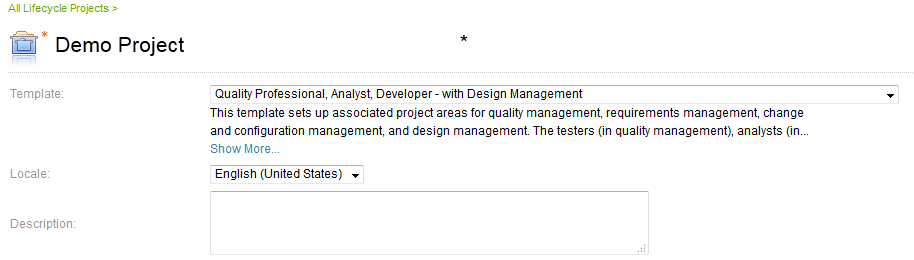 All Lifecycle Projects >
* Demo Project *
Template: Quality Professional, Analyst, Developer - with Design Management
This template sets up associated project areas for quality management, requirements management, change
and configuration management, and design management. The testers (in quality management), analysts (in...
Show More...
Locale: English (United States)
Description: